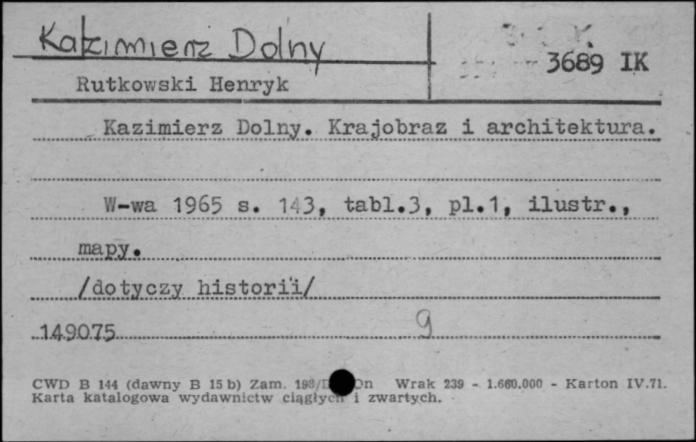 Kazimierz Dolny
3689 IK
Rutkowski Henryk
Kazimierz Dolny. Krajobraz i architektura.
W-wa 1965 s. 143, tabl.3, pl.1, ilustr.,
mapy.
/dotyczy historii/
149075 g
CWD B 144 (dawny B 15 b) Zam. Wrak 239 - 1.660.000 - Karton IV.71.
Karta katalogowa wydawnictw ciągłych i zwartych.